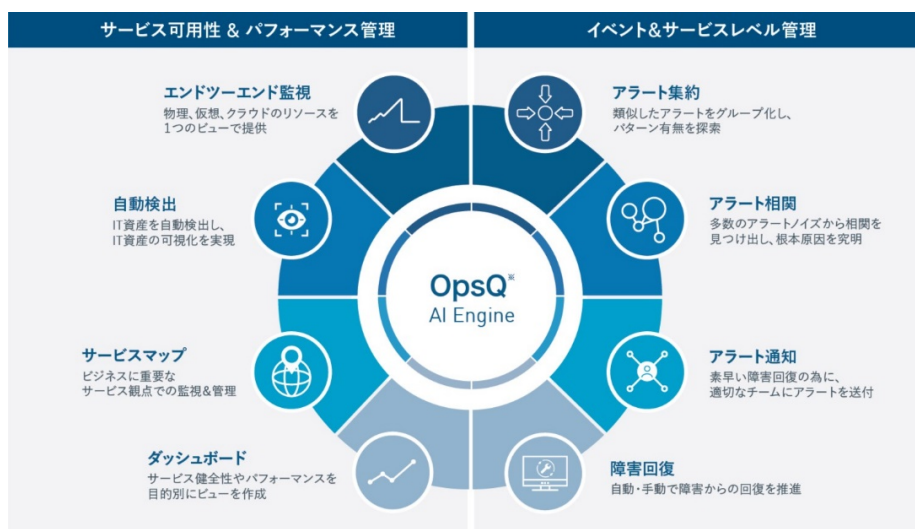 サービス可用性 & パフォーマンス管理
エンドツーエンド監視
物理、仮想、クラウドのリソースを
1つのビューで提供
自動検出
IT資産を自動検出し、
IT資産の可視化を実現
サービスマップ
ビジネスに重要な
サービス観点での監視&管理
ダッシュボード
サービス健全性やパフォーマンスを
目的別にビューを作成
OpsQ※
AI Engine
イベント&サービスレベル管理
アラート集約
類似したアラートをグループ化し、
パターン有無を探索
アラート相関
多数のアラートノイズから相関を
見つけ出し、根本原因を究明
アラート通知
素早い障害回復の為に、
適切なチームにアラートを送付
障害回復
自動・手動で障害からの回復を推進